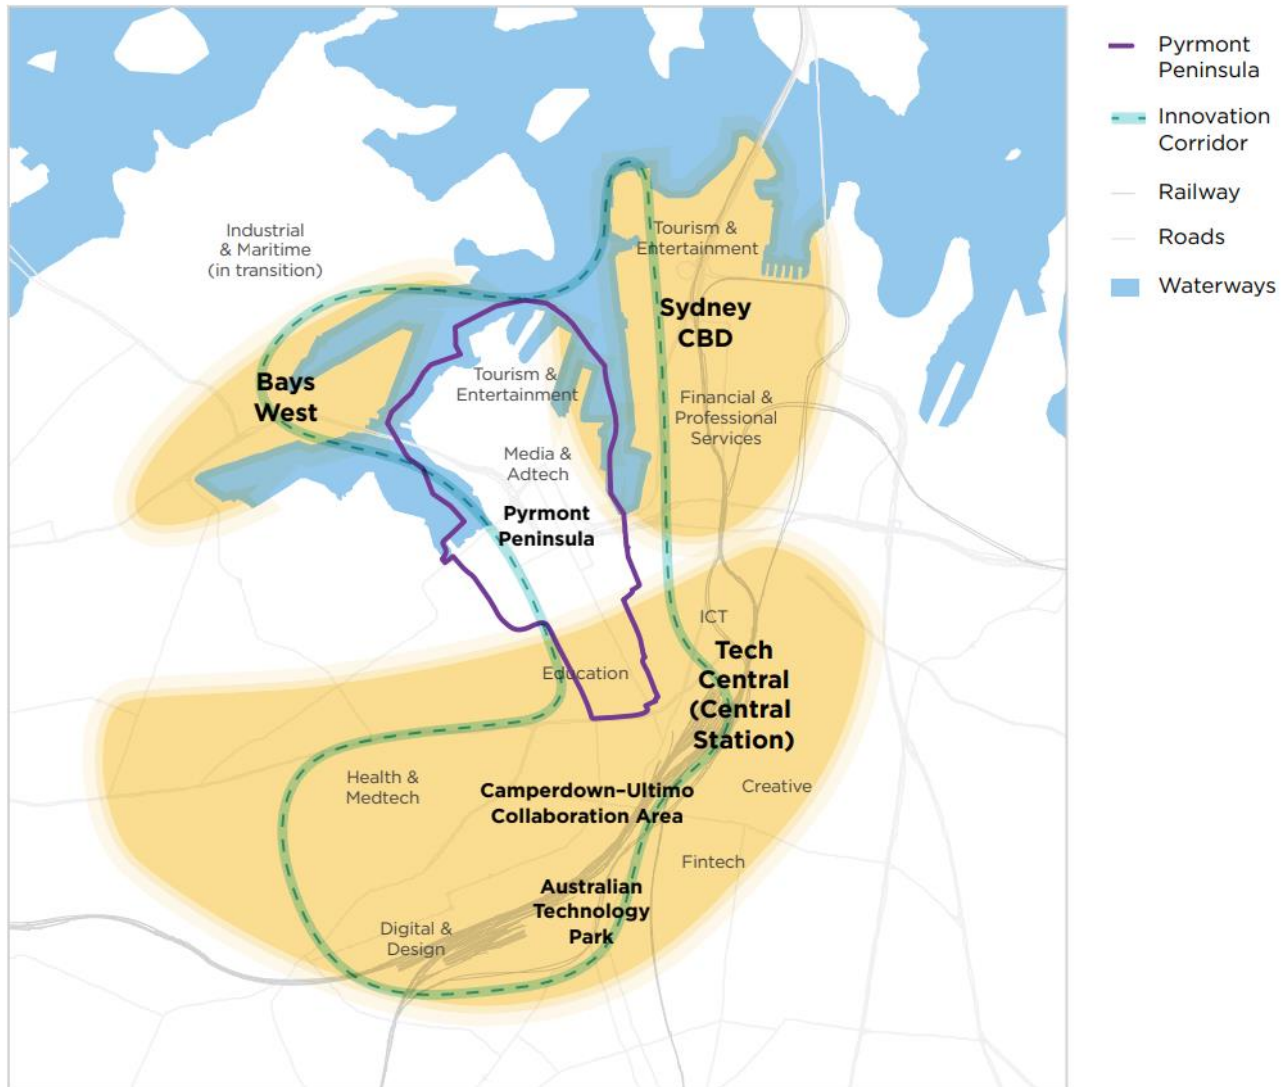 Pyrmont
Peninsula
Innovation
Corridor
Railway
Roads
Waterways
Industrial
& Maritime
(in transition)
Tourism &
Entertainment
Sydney
CBD
Bays
West
Tourism &
Entertainment
Financial &
Professional
Services
Media &
Adtech
Pyrmont
Peninsula
ICT
Tech
Central
(Central
Station)
Education
Health &
Medtech
Camperdown–Ultimo
Collaboration Area
Creative
Fintech
Australian
Technology
Park
Digital &
Design